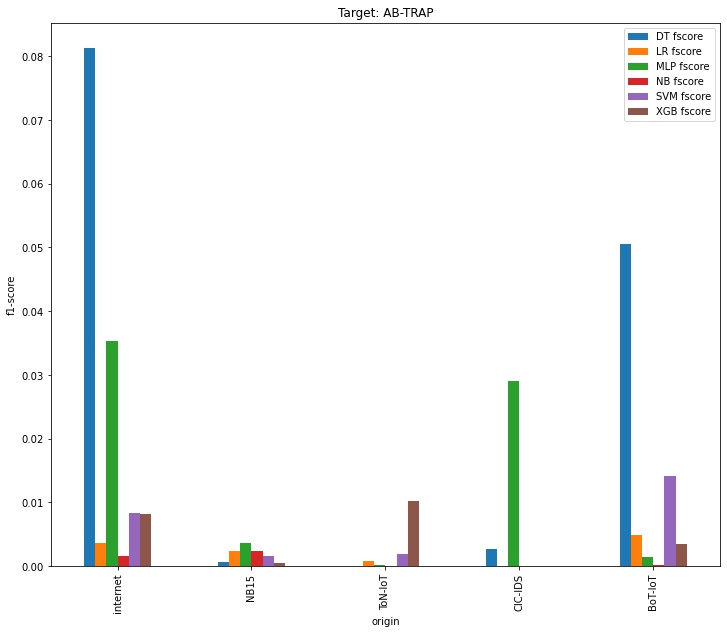 Target: AB-TRAP
DT fscore
LR fscore
MLP fscore
NB fscore
SVM fscore
XGB fscore
0.08
0.07
0.06
0.05
0.04
0.03
0.02
0.01
0.00
f1-score
internet
NB15
ToN-IoT
CIC-IDS
BoT-IoT
origin